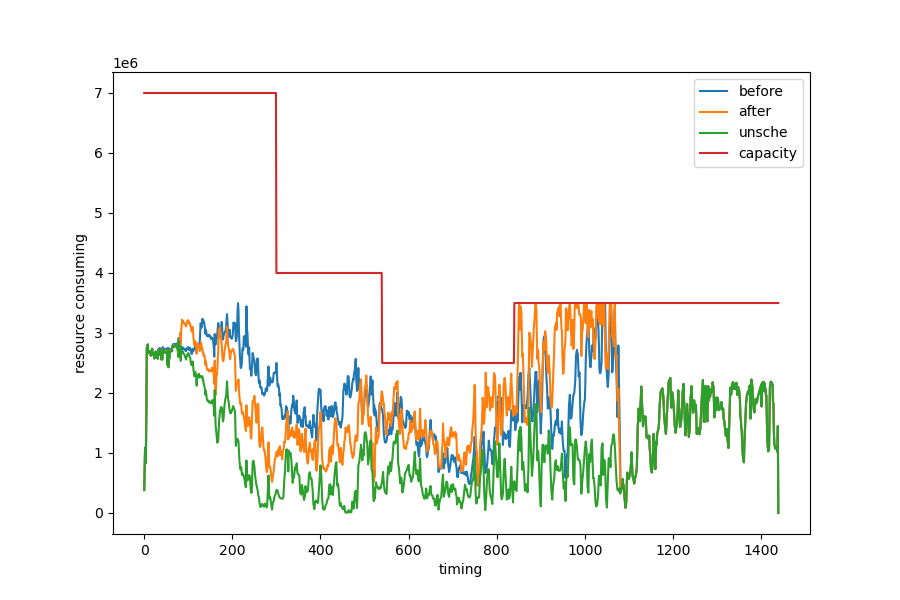 1e6
before
after
unsche
capacity
7
6
5
4
3
2
1
0
resource consuming
0 200 400 600 800 1000 1200 1400
timing